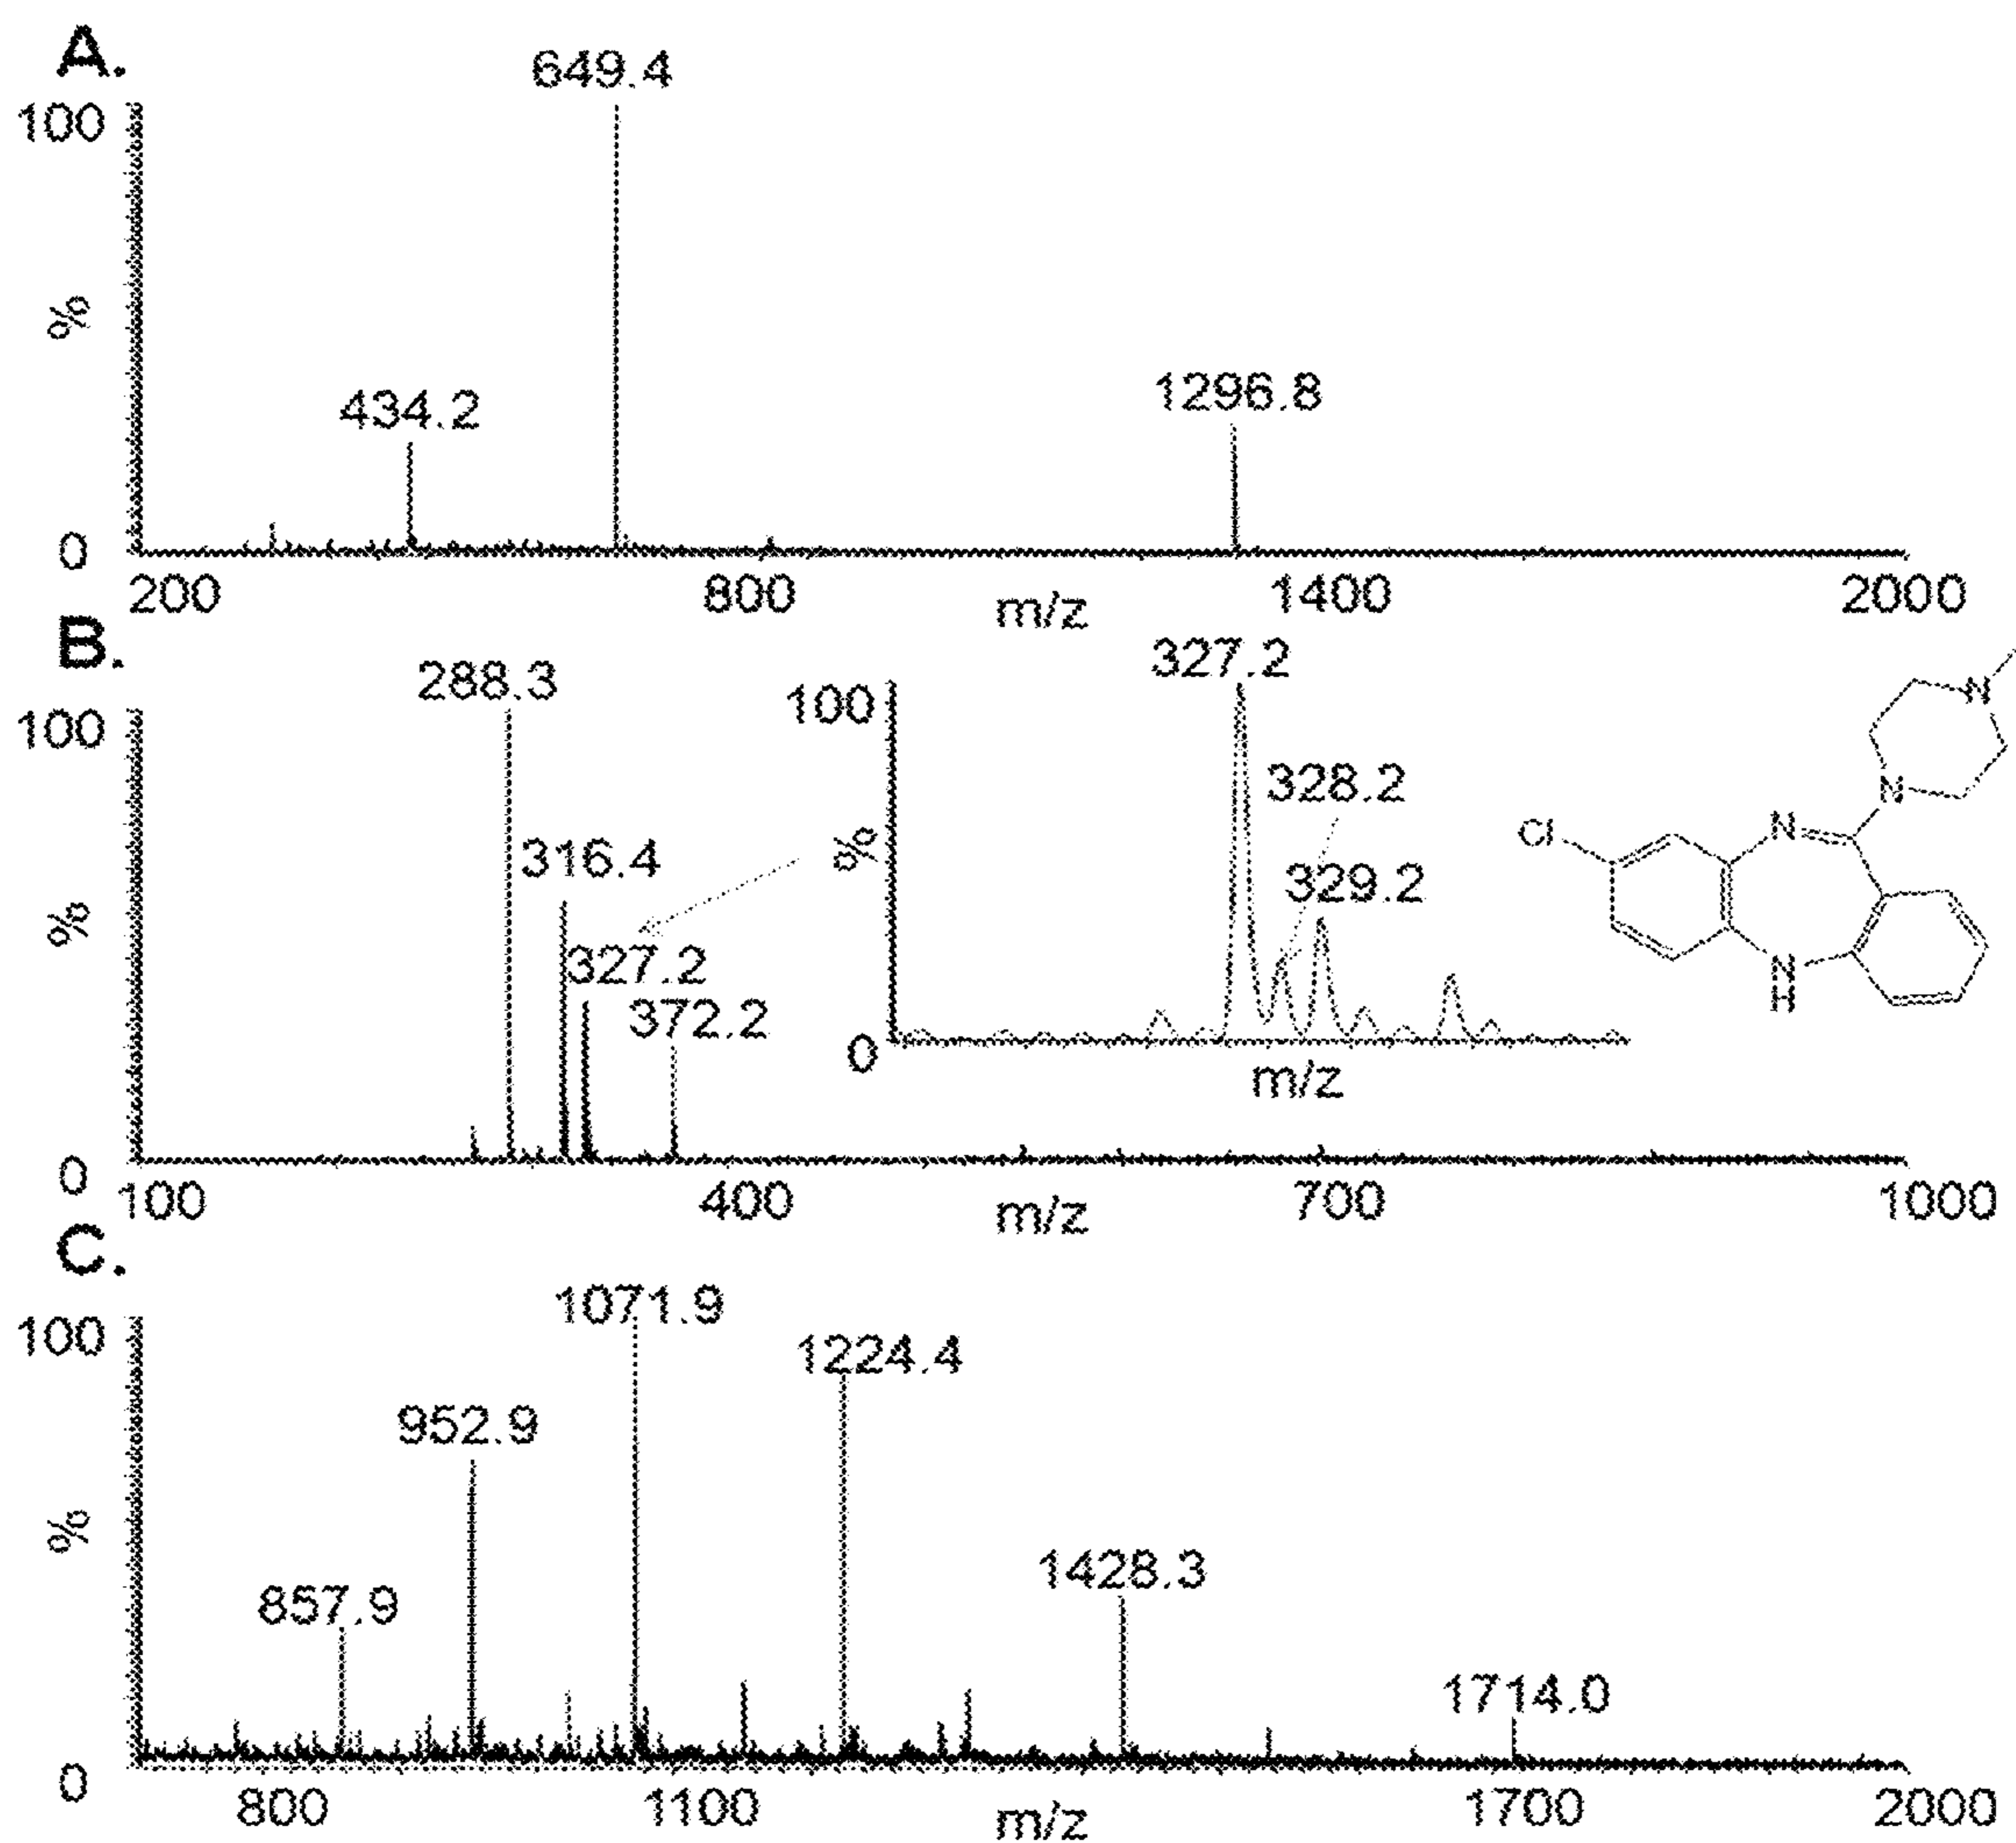 A.
649.4
100
434.2
1296.8
%
0
200 800 m/z 1400 2000
B.
288.3
327.2
100
100
316.4
328.2
%
329.2
%
327.2
372.2
0
m/z
0
100 400 m/z 700 1000
Cl
N
N
N
N
H
C.
1071.9
100
1224.4
952.9
%
857.9
1428.3
1714.0
0
800 1100 m/z 1700 2000